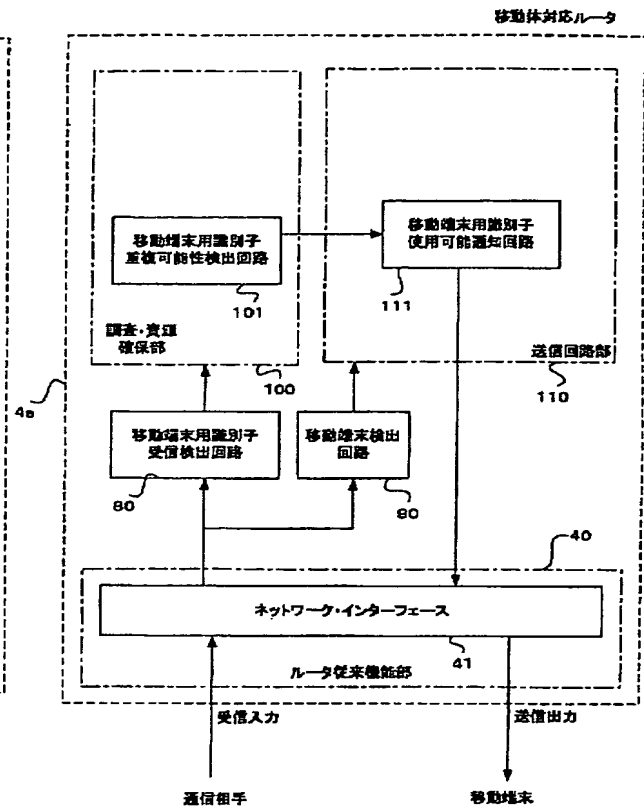 移動体対応ルータ
移動端末用識別子
重複可能性検出回路
101
移動端末用識別子
使用可能通知回路
111
調査・資源
確保部
100
送信回路部
110
4a
移動端末用識別子
受信検出回路
80
移動端末検出
回路
90
40
ネットワーク・インターフェース
41
ルータ従来機能部
受信入力
送信出力
通信相手
移動端末